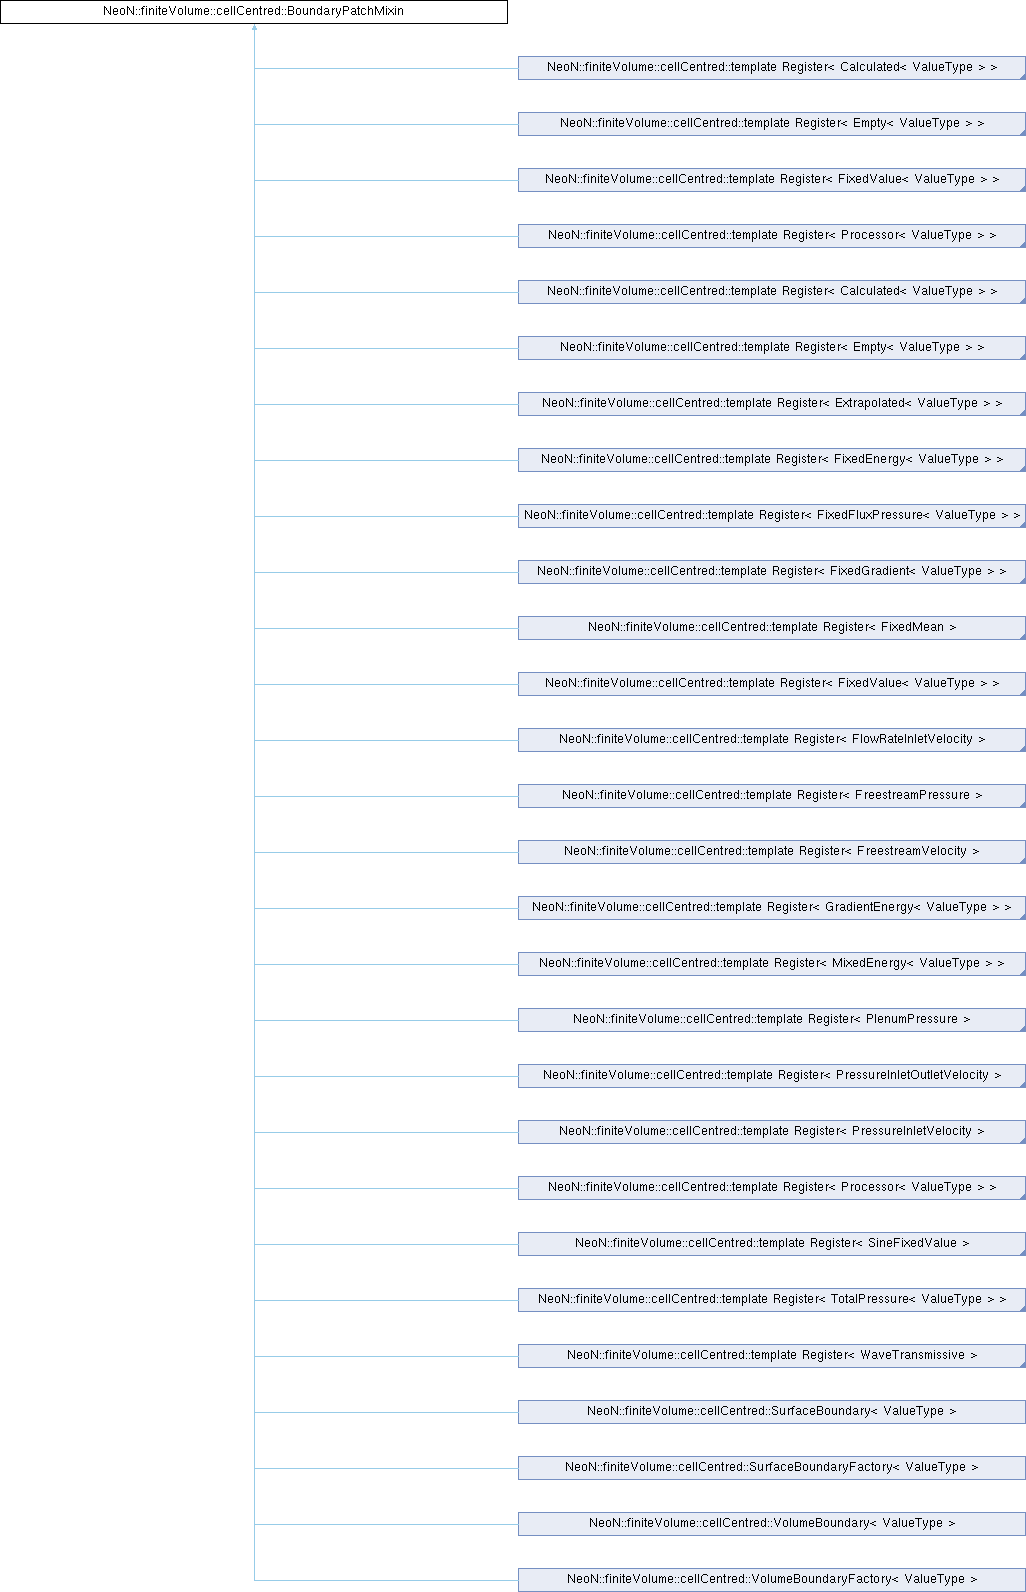 NeoN::finiteVolume::cellCentred::BoundaryPatchMixin
NeoN::finiteVolume::cellCentred::template Register< Calculated< ValueType > >
NeoN::finiteVolume::cellCentred::template Register< Empty< ValueType > >
NeoN::finiteVolume::cellCentred::template Register< FixedValue< ValueType > >
NeoN::finiteVolume::cellCentred::template Register< Processor< ValueType > >
NeoN::finiteVolume::cellCentred::template Register< Calculated< ValueType > >
NeoN::finiteVolume::cellCentred::template Register< Empty< ValueType > >
NeoN::finiteVolume::cellCentred::template Register< Extrapolated< ValueType > >
NeoN::finiteVolume::cellCentred::template Register< FixedEnergy< ValueType > >
NeoN::finiteVolume::cellCentred::template Register< FixedFluxPressure< ValueType > >
NeoN::finiteVolume::cellCentred::template Register< FixedGradient< ValueType > >
NeoN::finiteVolume::cellCentred::template Register< FixedMean >
NeoN::finiteVolume::cellCentred::template Register< FixedValue< ValueType > >
NeoN::finiteVolume::cellCentred::template Register< FlowRateInletVelocity >
NeoN::finiteVolume::cellCentred::template Register< FreestreamPressure >
NeoN::finiteVolume::cellCentred::template Register< FreestreamVelocity >
NeoN::finiteVolume::cellCentred::template Register< GradientEnergy< ValueType > >
NeoN::finiteVolume::cellCentred::template Register< MixedEnergy< ValueType > >
NeoN::finiteVolume::cellCentred::template Register< PlenumPressure >
NeoN::finiteVolume::cellCentred::template Register< PressureInletOutletVelocity >
NeoN::finiteVolume::cellCentred::template Register< PressureInletVelocity >
NeoN::finiteVolume::cellCentred::template Register< Processor< ValueType > >
NeoN::finiteVolume::cellCentred::template Register< SineFixedValue >
NeoN::finiteVolume::cellCentred::template Register< TotalPressure< ValueType > >
NeoN::finiteVolume::cellCentred::template Register< WaveTransmissive >
NeoN::finiteVolume::cellCentred::SurfaceBoundary< ValueType >
NeoN::finiteVolume::cellCentred::SurfaceBoundaryFactory< ValueType >
NeoN::finiteVolume::cellCentred::VolumeBoundary< ValueType >
NeoN::finiteVolume::cellCentred::VolumeBoundaryFactory< ValueType >